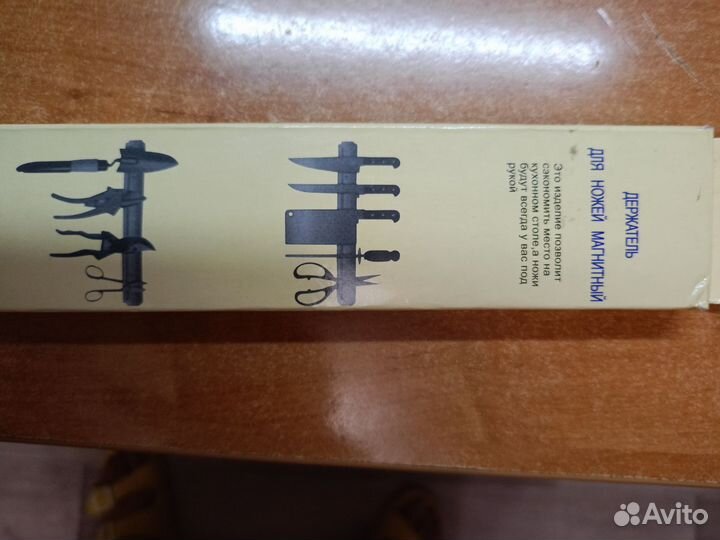 ДЕРЖАТЕЛЬ
ДЛЯ НОЖЕЙ МАГНИТНЫЙ
Это изделие позволит
сэкономить место на
кухонном столе,а ножи
будут всегда у вас под
рукой
Avito